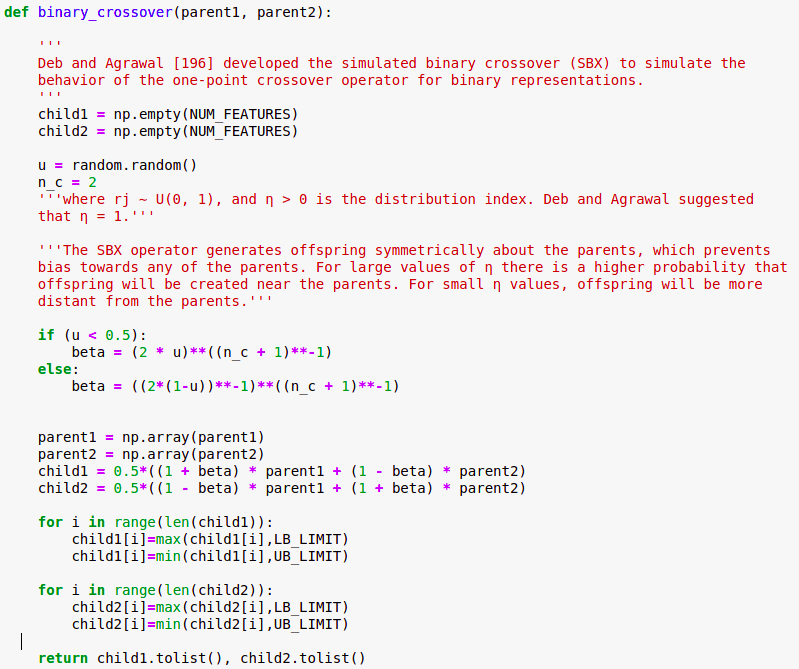 def binary_crossover(parent1, parent2):
'''
Deb and Agrawal [196] developed the simulated binary crossover (SBX) to simulate the
behavior of the one-point crossover operator for binary representations.
'''
child1 = np.empty(NUM_FEATURES)
child2 = np.empty(NUM_FEATURES)
u = random.random()
n_c = 2
'''where rj ~ U(0, 1), and η > 0 is the distribution index. Deb and Agrawal suggested
that η = 1.'''
'''The SBX operator generates offspring symmetrically about the parents, which prevents
bias towards any of the parents. For large values of η there is a higher probability that
offspring will be created near the parents. For small η values, offspring will be more
distant from the parents.'''
if (u < 0.5):
beta = (2 * u)**((n_c + 1)**-1)
else:
beta = ((2*(1-u))**-1)**((n_c + 1)**-1)
parent1 = np.array(parent1)
parent2 = np.array(parent2)
child1 = 0.5*((1 + beta) * parent1 + (1 - beta) * parent2)
child2 = 0.5*((1 - beta) * parent1 + (1 + beta) * parent2)
for i in range(len(child1)):
child1[i]=max(child1[i],LB_LIMIT)
child1[i]=min(child1[i],UB_LIMIT)
for i in range(len(child2)):
child2[i]=max(child2[i],LB_LIMIT)
child2[i]=min(child2[i],UB_LIMIT)
return child1.tolist(), child2.tolist()